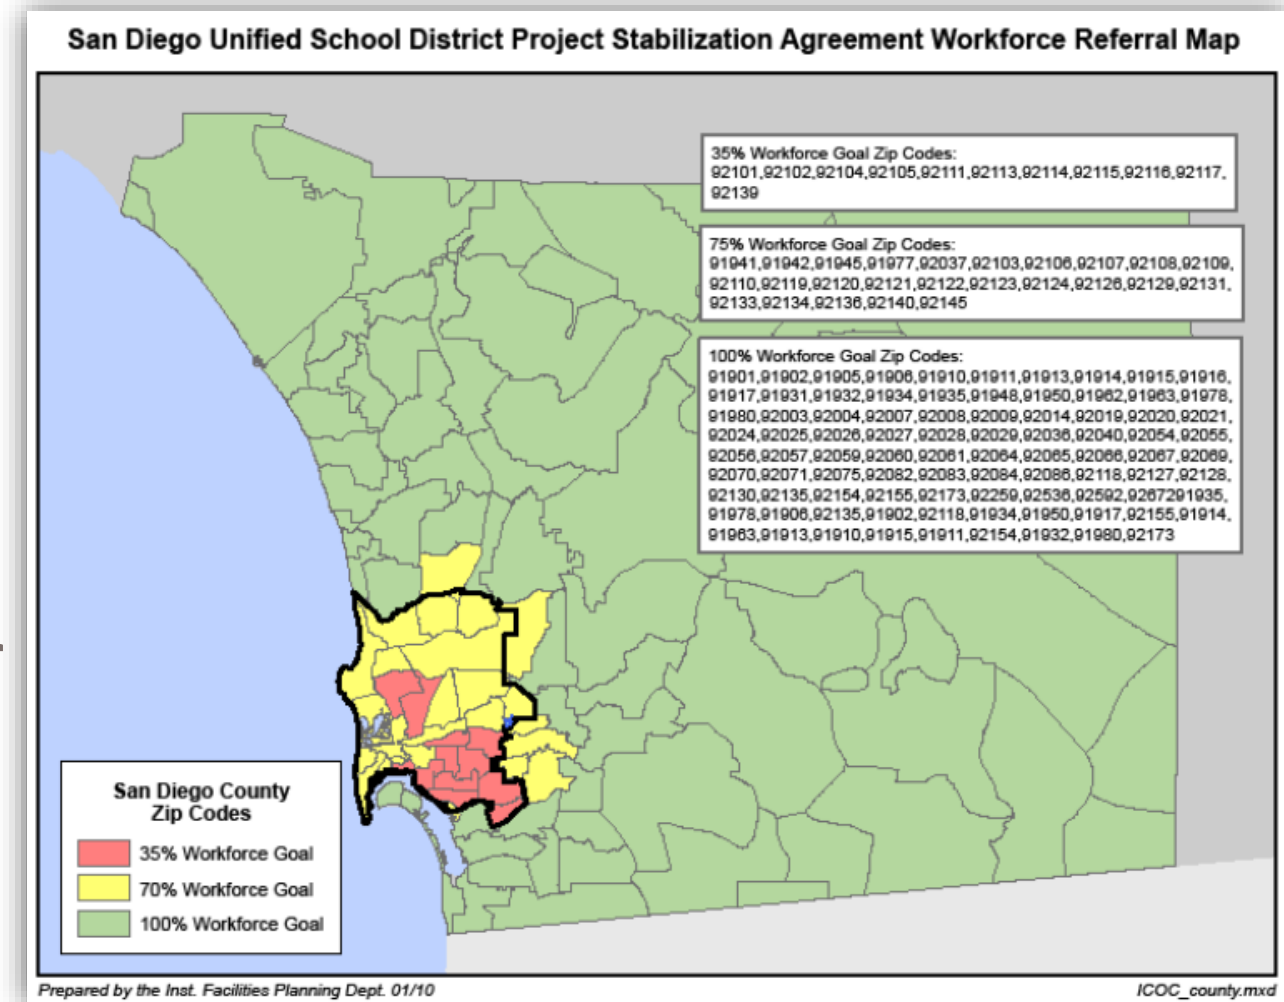 San Diego Unified School District Project Stabilization Agreement Workforce Referral Map
35% Workforce Goal Zip Codes:
92101,92102,92104,92105,92111,92113,92114,92115,92116,92117,
92139
75% Workforce Goal Zip Codes:
91941,91942,91945,91977,92037,92103,92106,92107,92108,92109,
92110,92119,92120,92121,92122,92123,92124,92126,92129,92131,
92133,92134,92136,92140,92145
100% Workforce Goal Zip Codes:
91901,91902,91905,91906,91910,91911,91913,91914,91915,91916,
91917,91931,91932,91934,91935,91948,91950,91962,91963,91978,
91980,92003,92004,92007,92008,92009,92014,92019,92020,92021,
92024,92025,92026,92027,92028,92029,92036,92040,92054,92055,
92056,92057,92059,92060,92061,92064,92065,92066,92067,92069,
92070,92071,92075,92082,92083,92084,92086,92118,92127,92128,
92130,92135,92154,92155,92173,92259,92536,92592,9267291935,
91978,91906,92135,91902,92118,91934,91950,91917,92155,91914,
91963,91913,91910,91915,91911,92154,91932,91980,92173
San Diego County
Zip Codes
35% Workforce Goal
70% Workforce Goal
100% Workforce Goal
Prepared by the Inst. Facilities Planning Dept. 01/10
ICOC_county.mxd